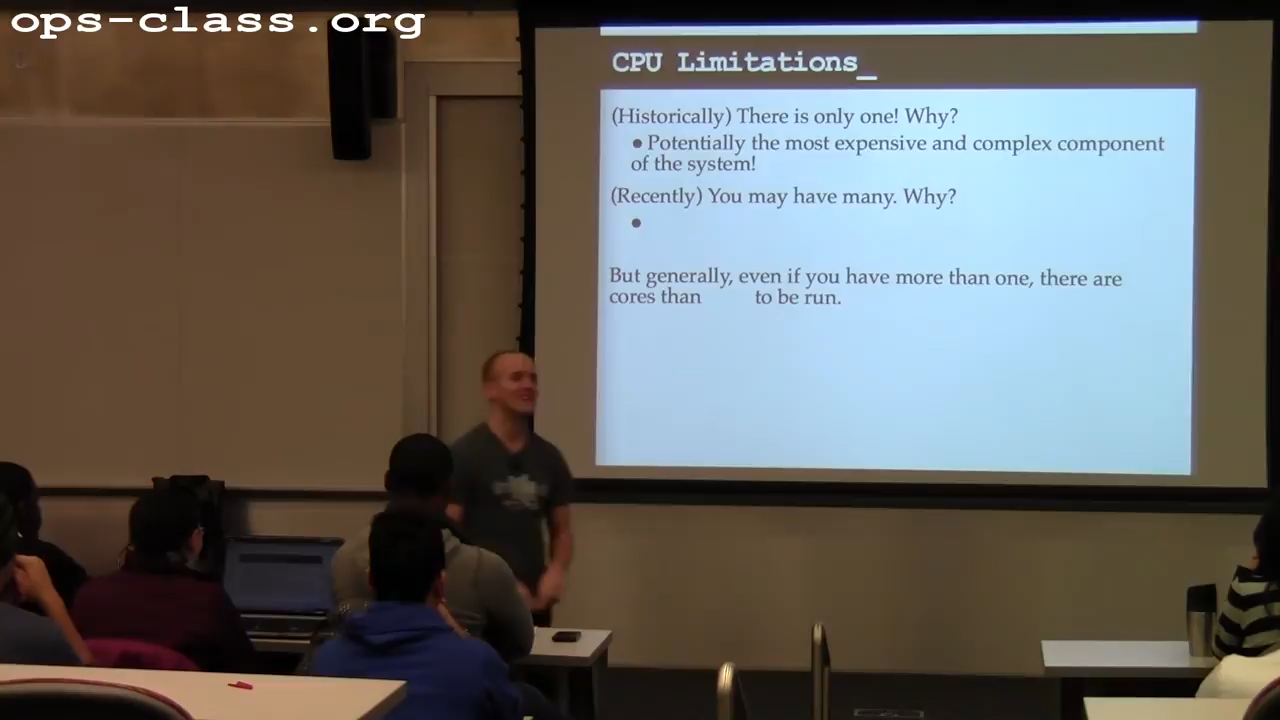 ops-class.org
CPU Limitations_
(Historically) There is only one! Why?
● Potentially the most expensive and complex component
of the system!
(Recently) You may have many. Why?
●
But generally, even if you have more than one, there are
cores than to be run.